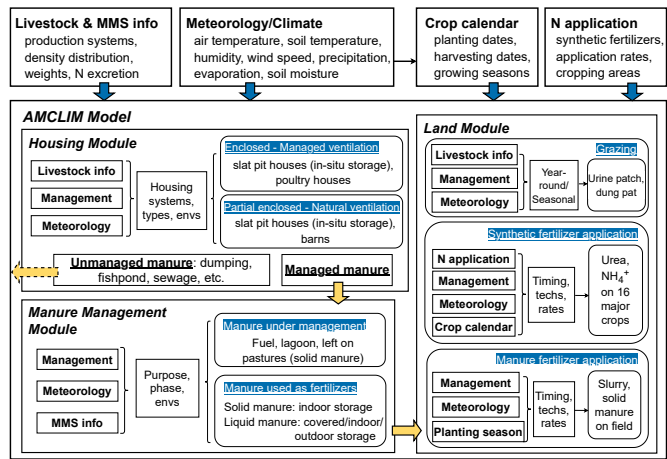 Livestock & MMS info
production systems,
density distribution,
weights, N excretion
Meteorology/Climate
air temperature, soil temperature,
humidity, wind speed, precipitation,
evaporation, soil moisture
Crop calendar
planting dates,
harvesting dates,
growing seasons
N application
synthetic fertilizers,
application rates,
cropping areas
AMCLIM Model
Housing Module
Livestock info
Management
Meteorology
Housing
systems,
types, envs
Enclosed - Managed ventilation
slat pit houses (in-situ storage),
poultry houses
Partial enclosed - Natural ventilation
slat pit houses (in-situ storage),
barns
Unmanaged manure: dumping,
fishpond, sewage, etc.
Managed manure
Manure Management
Module
Management
Meteorology
MMS info
Purpose,
phase,
envs
Manure under management
Fuel, lagoon, left on
pastures (solid manure)
Manure used as fertilizers
Solid manure: indoor storage
Liquid manure: covered/indoor/
outdoor storage
Land Module
Grazing
Livestock info
Management
Meteorology
Year-
round/
Seasonal
Urine patch,
dung pat
Synthetic fertilizer application
N application
Management
Meteorology
Crop calendar
Timing,
techs,
rates
Urea,
NH₄⁺
on 16
major
crops
Manure fertilizer application
Management
Meteorology
Planting season
Timing,
techs,
rates
Slurry,
solid
manure
on field